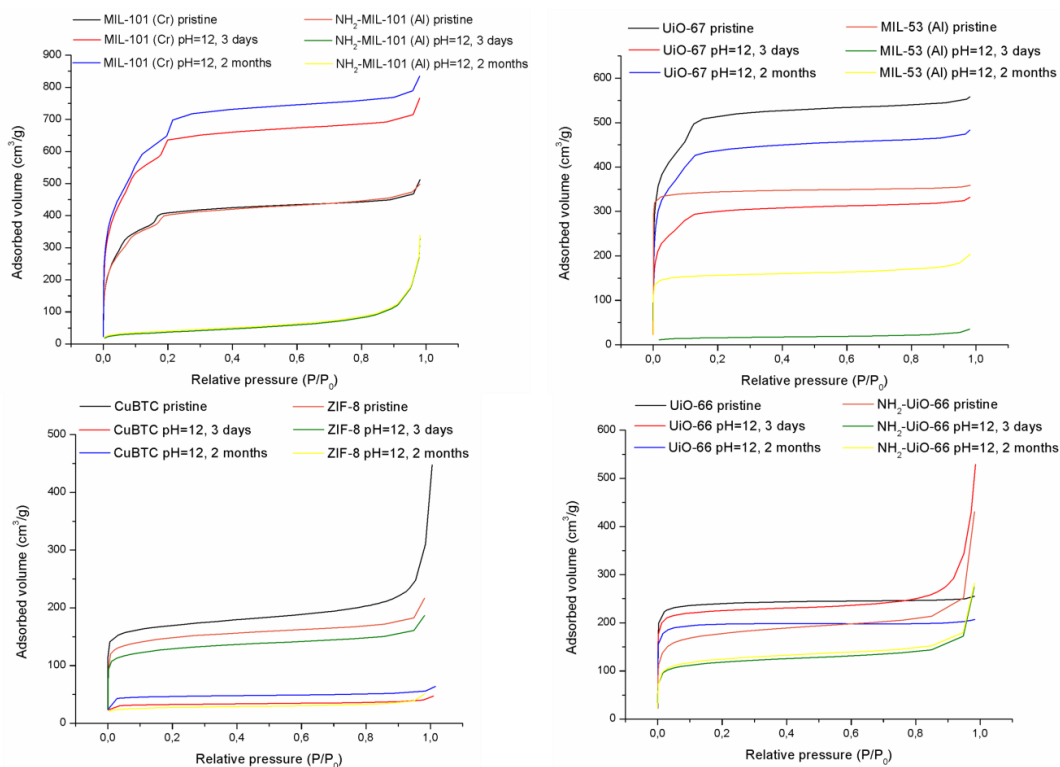 MIL-101 (Cr) pristine
MIL-101 (Cr) pH=12, 3 days
MIL-101 (Cr) pH=12, 2 months
NH2-MIL-101 (Al) pristine
NH2-MIL-101 (Al) pH=12, 3 days
NH2-MIL-101 (Al) pH=12, 2 months
900
800
700
600
500
400
300
200
100
0
Adsorbed volume (cm3/g)
0,0 0,2 0,4 0,6 0,8 1,0
Relative pressure (P/P0)
UiO-67 pristine
UiO-67 pH=12, 3 days
UiO-67 pH=12, 2 months
MIL-53 (Al) pristine
MIL-53 (Al) pH=12, 3 days
MIL-53 (Al) pH=12, 2 months
600
500
400
300
200
100
0
Adsorbed volume (cm3/g)
0,0 0,2 0,4 0,6 0,8 1,0
Relative pressure (P/P0)
CuBTC pristine
CuBTC pH=12, 3 days
CuBTC pH=12, 2 months
ZIF-8 pristine
ZIF-8 pH=12, 3 days
ZIF-8 pH=12, 2 months
500
400
300
200
100
0
Adsorbed volume (cm3/g)
0,0 0,2 0,4 0,6 0,8 1,0
Relative pressure (P/P0)
UiO-66 pristine
UiO-66 pH=12, 3 days
UiO-66 pH=12, 2 months
NH2-UiO-66 pristine
NH2-UiO-66 pH=12, 3 days
NH2-UiO-66 pH=12, 2 months
600
500
400
300
200
100
0
Adsorbed volume (cm3/g)
0,0 0,2 0,4 0,6 0,8 1,0
Relative pressure (P/P0)